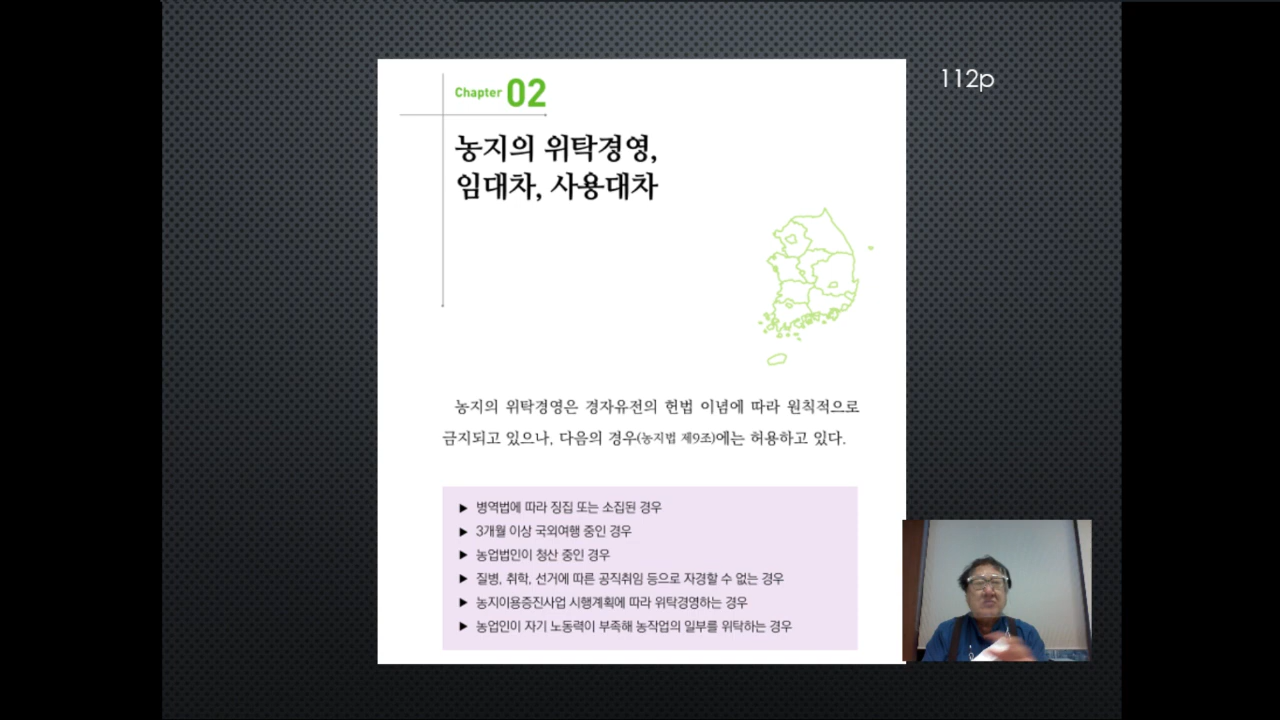 112p
Chapter 02
농지의 위탁경영,
임대차, 사용대차
농지의 위탁경영은 경자유전의 헌법 이념에 따라 원칙적으로
금지되고 있으나, 다음의 경우(농지법 제9조)에는 허용하고 있다.
▶ 병역법에 따라 징집 또는 소집된 경우
▶ 3개월 이상 국외여행 중인 경우
▶ 농업법인이 청산 중인 경우
▶ 질병, 취학, 선거에 따른 공직취임 등으로 자경할 수 없는 경우
▶ 농지이용증진사업 시행계획에 따라 위탁경영하는 경우
▶ 농업인이 자기 노동력이 부족해 농작업의 일부를 위탁하는 경우